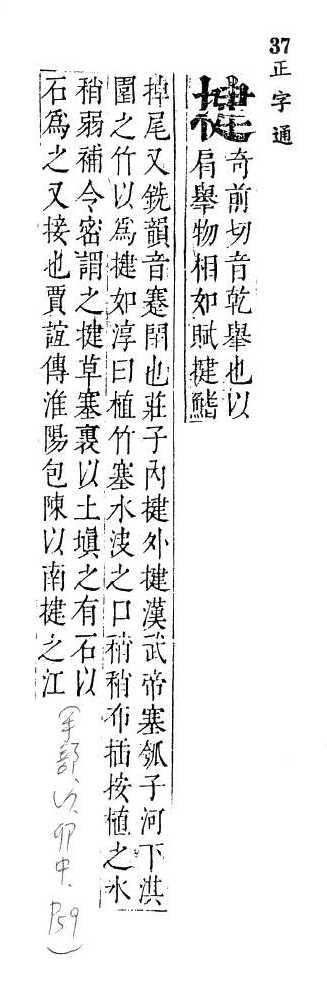 37
正字通
揵
奇前切音乾舉也以
肩舉物相如賦揵鰭
掉尾又銑韻音蹇閉也莊子內揵外揵漢武帝塞瓠子河下淇
圍之竹以爲揵如淳曰植竹塞水波之口稍稍布插按植之水
稍弱補令密謂之揵草塞裏以土塡之有石以
石爲之又接也賈誼傳淮陽包陳以南揵之江
(手部、卯中、P59)